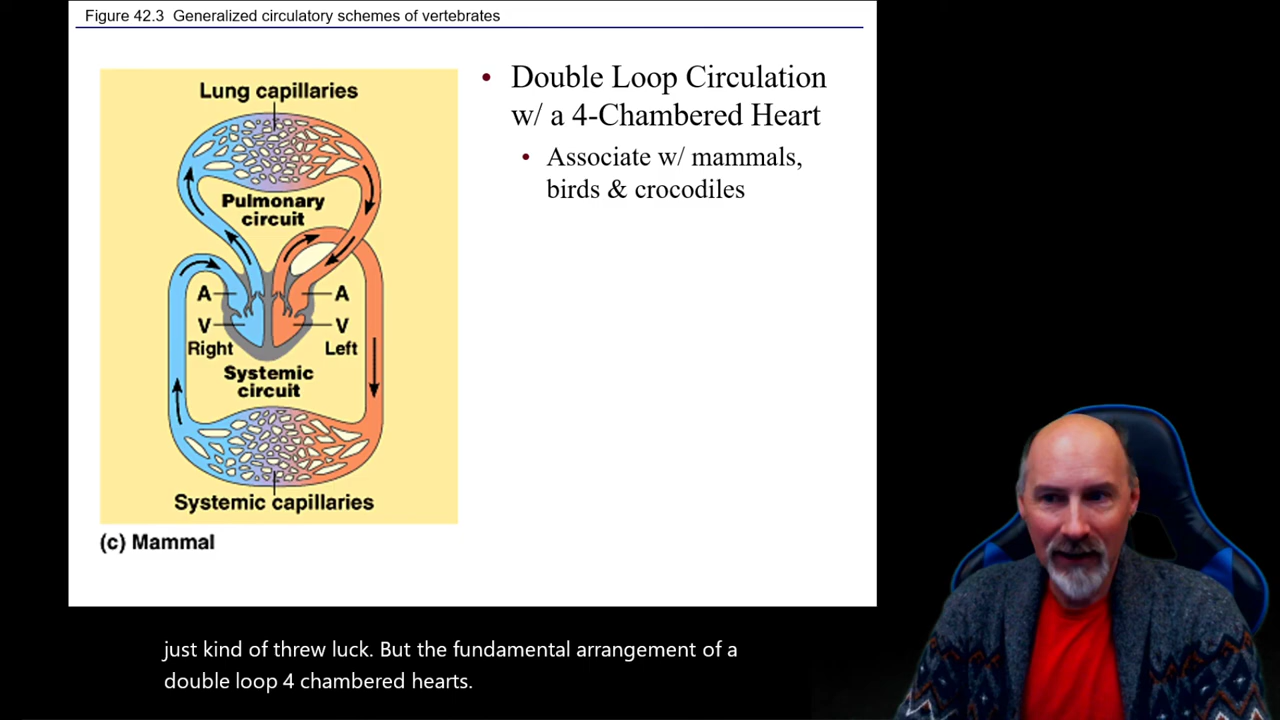 Figure 42.3 Generalized circulatory schemes of vertebrates
Lung capillaries
Pulmonary
circuit
A
A
V
V
Right
Left
Systemic
circuit
Systemic capillaries
(c) Mammal
• Double Loop Circulation
w/ a 4-Chambered Heart
• Associate w/ mammals,
birds & crocodiles
just kind of threw luck. But the fundamental arrangement of a
double loop 4 chambered hearts.